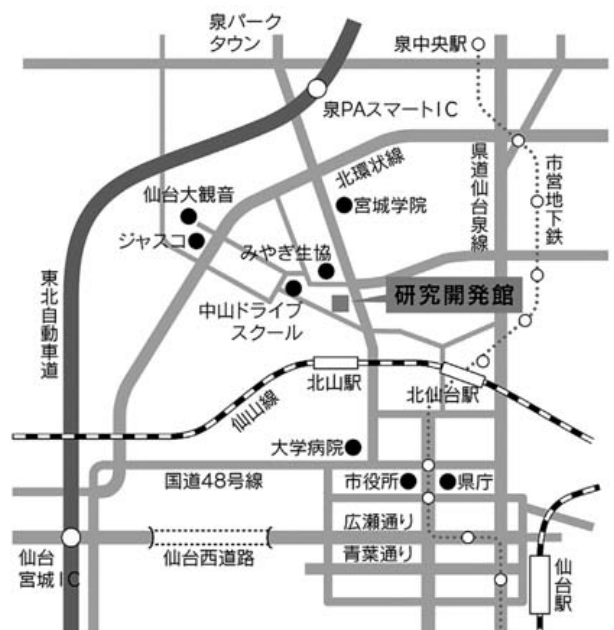 泉パーク
タウン
泉中央駅
泉PAスマートIC
北環状線
県道仙台泉線
市営地下鉄
仙台大観音
宮城学院
ジャスコ
みやぎ生協
研究開発館
中山ドライブ
スクール
東北自動車道
北山駅
北仙台駅
仙山線
大学病院
国道48号線
市役所
県庁
広瀬通り
仙台
宮城IC
仙台西道路
青葉通り
仙台駅